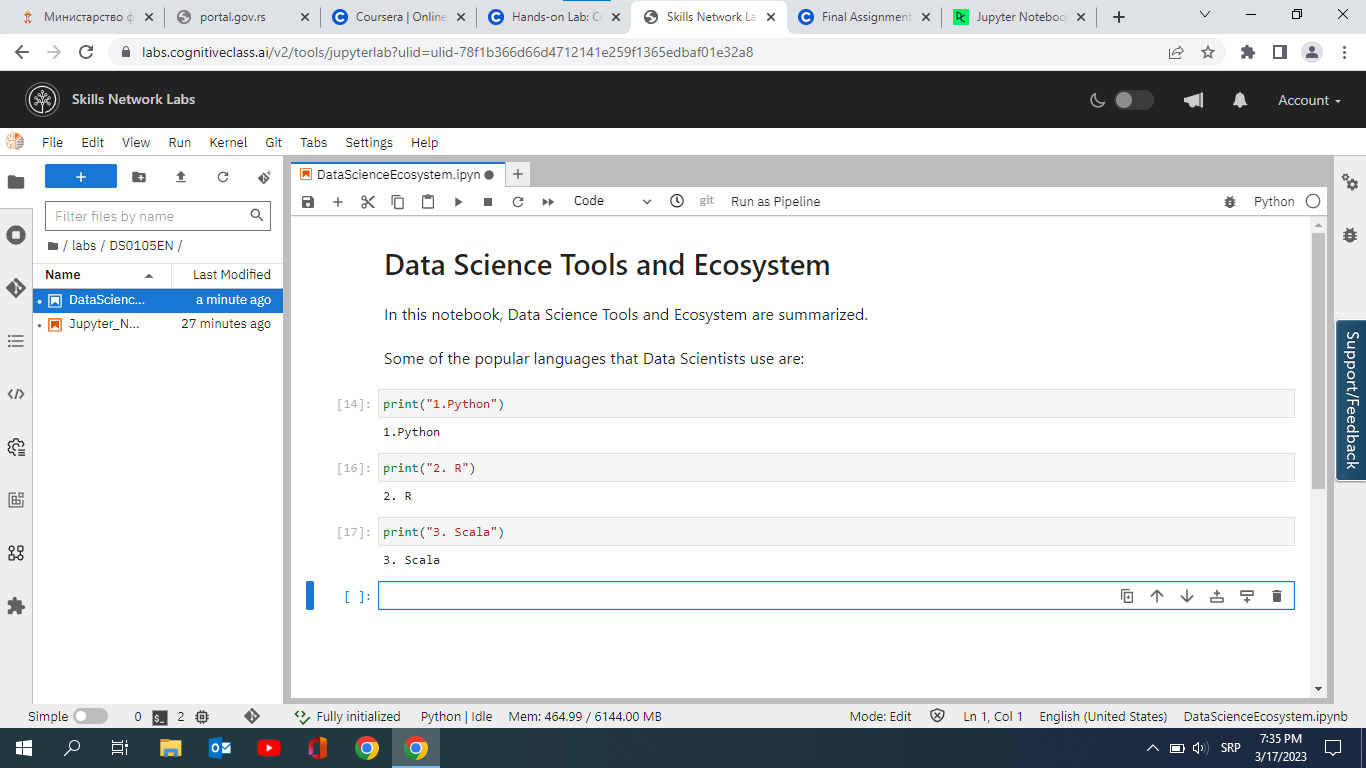 Министарство ф
portal.gov.rs
Coursera | Online
Hands-on Lab: Cr
Skills Network La
Final Assignment
Jupyter Noteboo
labs.cognitiveclass.ai/v2/tools/jupyterlab?ulid=ulid-78f1b366d66d4712141e259f1365edbaf01e32a8
Skills Network Labs
Account
File Edit View Run Kernel Git Tabs Settings Help
DataScienceEcosystem.ipyn
Code
git
Run as Pipeline
Python
Filter files by name
/ labs / DS0105EN /
Name Last Modified
DataScienc... a minute ago
Jupyter_N... 27 minutes ago
Data Science Tools and Ecosystem
In this notebook, Data Science Tools and Ecosystem are summarized.
Some of the popular languages that Data Scientists use are:
[14]: print("1.Python")
1.Python
[16]: print("2. R")
2. R
[17]: print("3. Scala")
3. Scala
[ ]:
Support/Feedback
Simple 0 $_ 2 Fully initialized Python | Idle Mem: 464.99 / 6144.00 MB Mode: Edit Ln 1, Col 1 English (United States) DataScienceEcosystem.ipynb
SRP
7:35 PM
3/17/2023